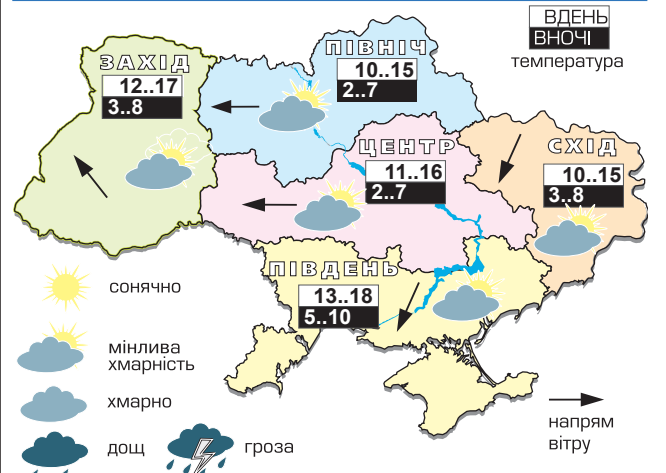 ВДЕНЬ
ВНОЧІ
температура
ЗАХІД
12..17
3..8
ПІВНІЧ
10..15
2..7
ЦЕНТР
11..16
2..7
СХІД
10..15
3..8
ПІВДЕНЬ
13..18
5..10
сонячно
мінлива
хмарність
хмарно
дощ
гроза
напрям
вітру